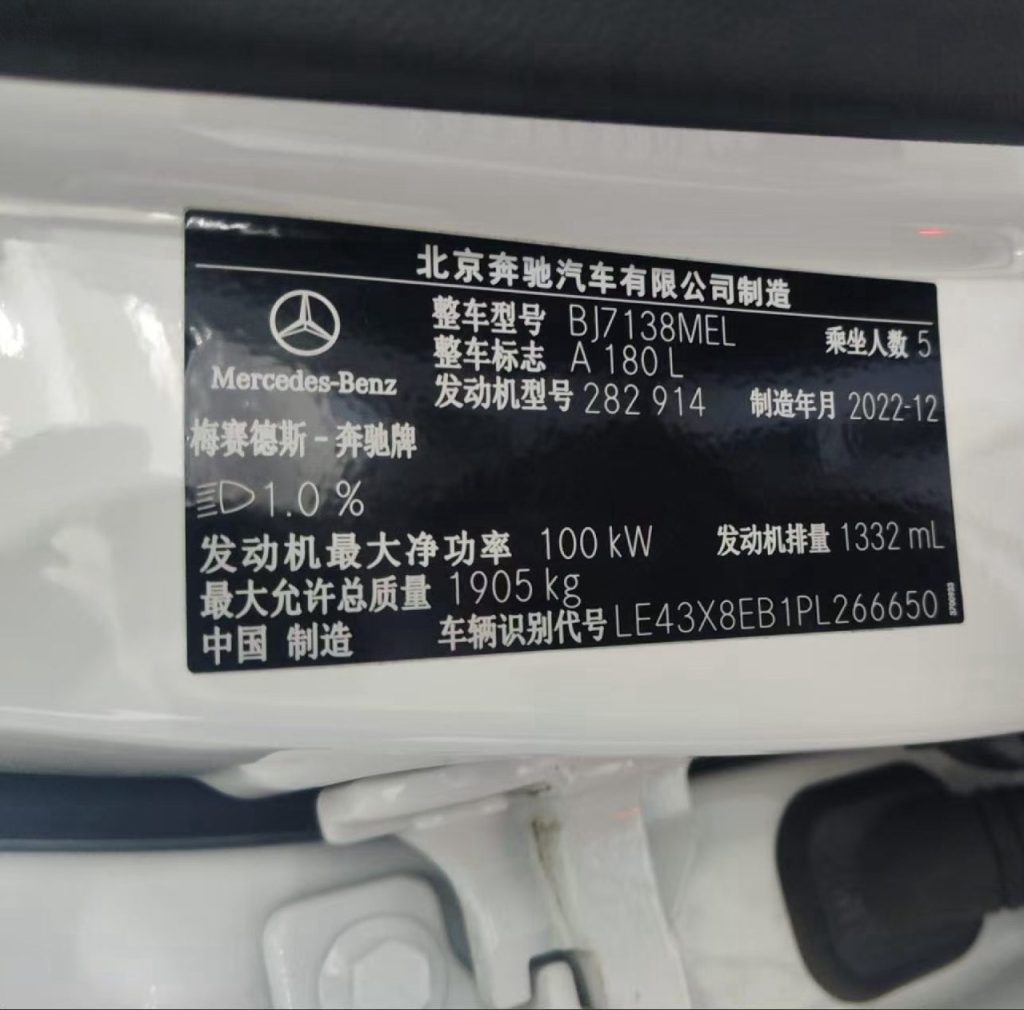 北京奔驰汽车有限公司制造
Mercedes-Benz
整车型号 BJ7138MEL 乘坐人数 5
整车标志 A 180 L
发动机型号 282 914 制造年月 2022-12
梅赛德斯-奔驰牌
1.0 %
发动机最大净功率 100 kW 发动机排量 1332 mL
最大允许总质量 1905 kg
中国 制造 车辆识别代号 LE43X8EB1PL266650